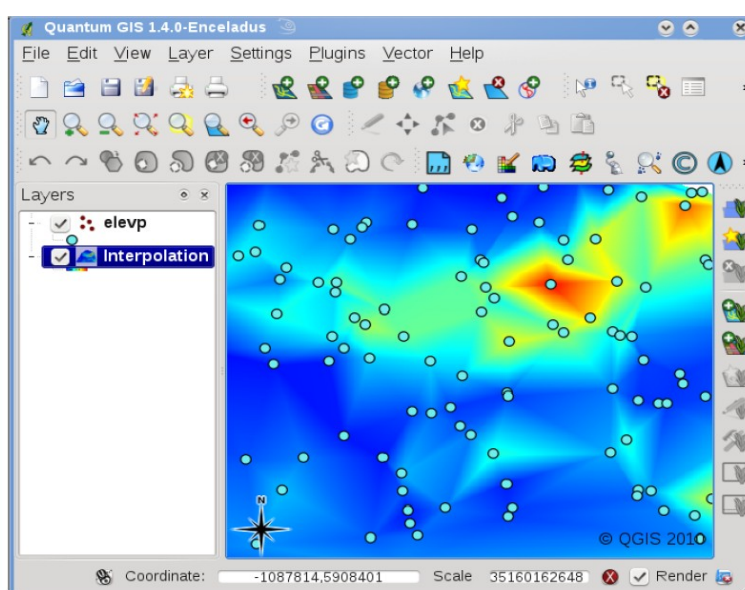 Quantum GIS 1.4.0-Enceladus
File Edit View Layer Settings Plugins Vector Help
Layers
elevp
Interpolation
N
© QGIS 2010
Coordinate: -1087814,5908401 Scale 35160162648 Render